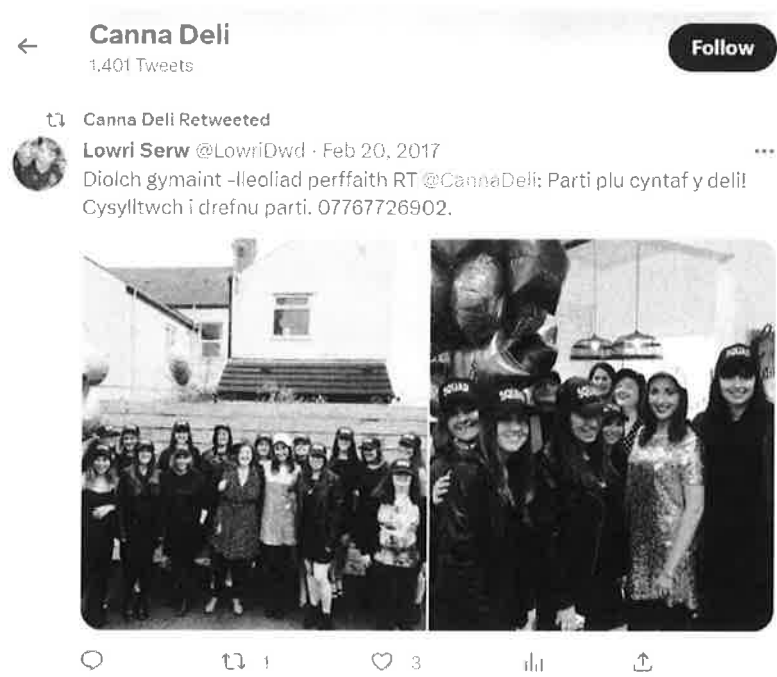 Canna Deli
1,401 Tweets
Follow
Canna Deli Retweeted
Lowri Serw @LowriDwd · Feb 20, 2017
Diolch gymaint -lleoliad perffaith RT @CannaDeli: Parti plu cyntaf y deli!
Cysylltwch i drefnu parti. 07767726902.
SQUAD
SQUAD
SQUAD
SQUAD
1
3